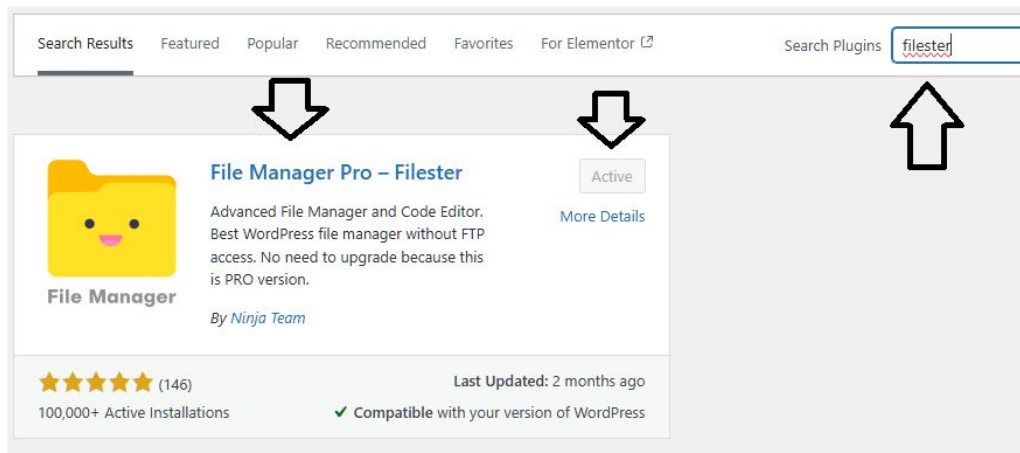 Search Results Featured Popular Recommended Favorites For Elementor Search Plugins filester
File Manager Pro – Filester
Active
Advanced File Manager and Code Editor.
More Details
Best WordPress file manager without FTP
access. No need to upgrade because this
is PRO version.
File Manager
By Ninja Team
(146)
Last Updated: 2 months ago
100,000+ Active Installations
Compatible with your version of WordPress